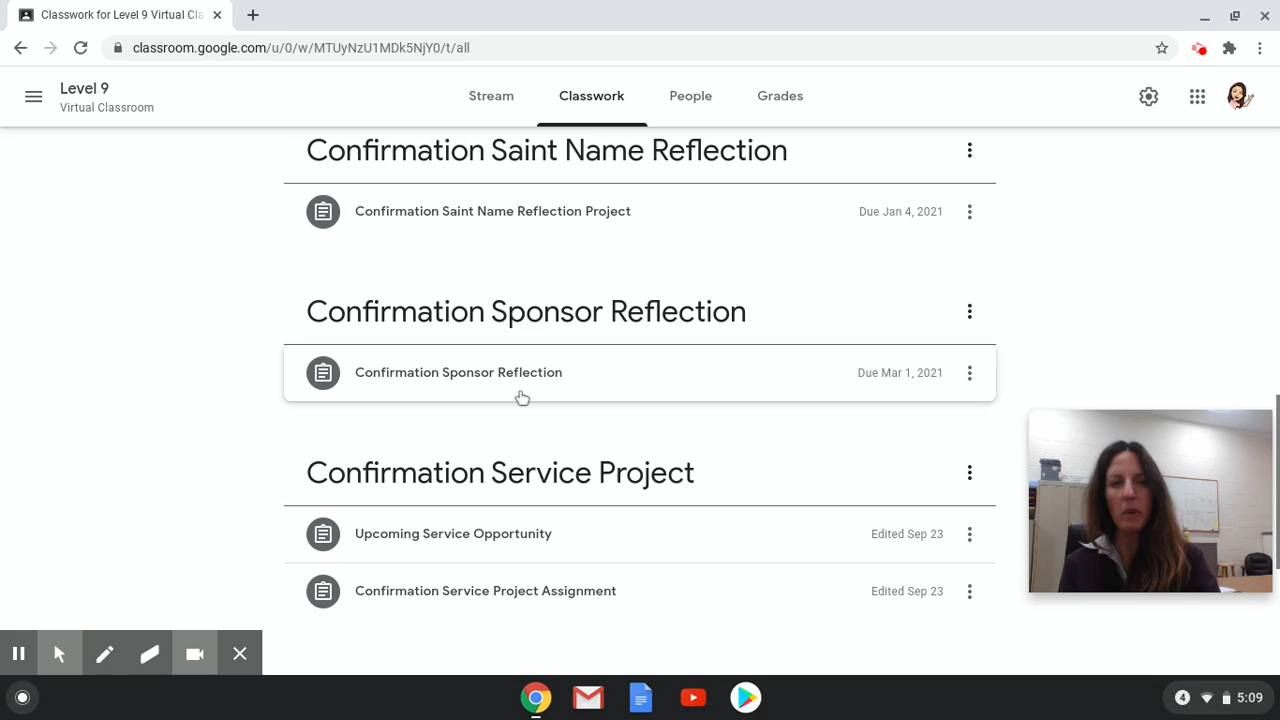 Classwork for Level 9 Virtual Cla
classroom.google.com/u/0/w/MTUyNzU1MDk5NjY0/t/all
Level 9
Virtual Classroom
Stream
Classwork
People
Grades
Confirmation Saint Name Reflection
Confirmation Saint Name Reflection Project
Due Jan 4, 2021
Confirmation Sponsor Reflection
Confirmation Sponsor Reflection
Due Mar 1, 2021
Confirmation Service Project
Upcoming Service Opportunity
Edited Sep 23
Confirmation Service Project Assignment
Edited Sep 23
4
5:09